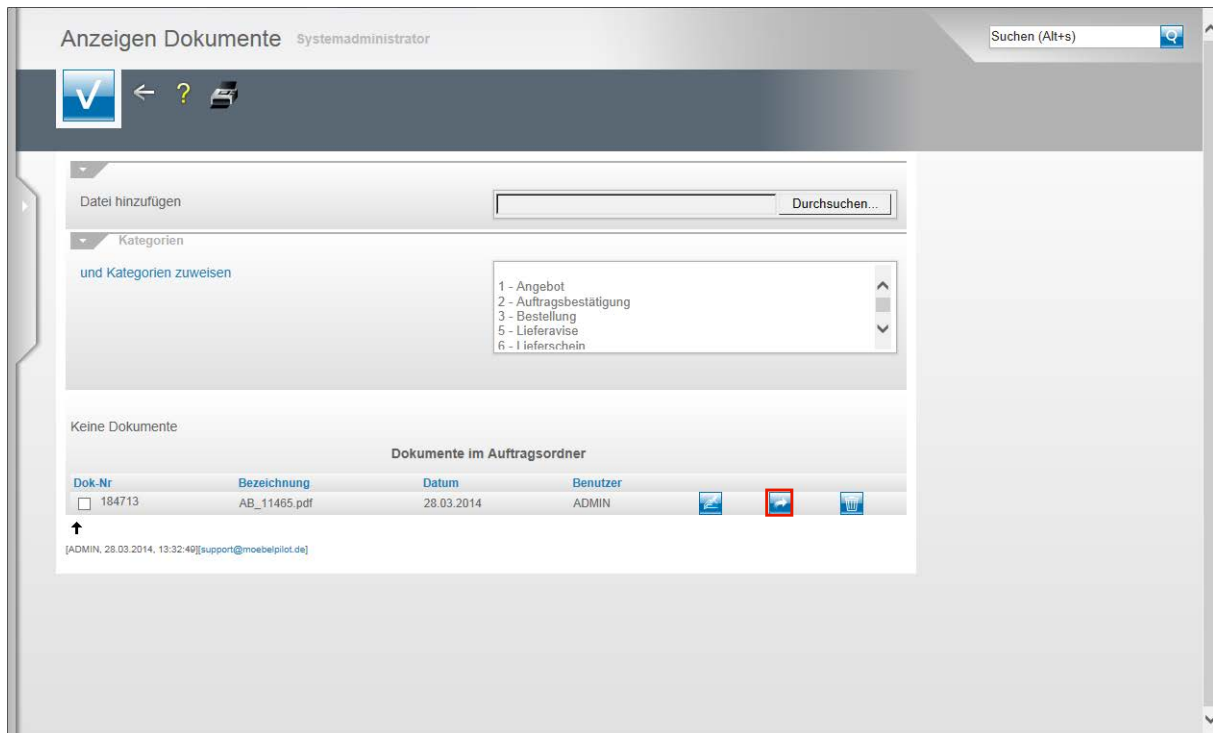 Anzeigen Dokumente Systemadministrator
Suchen (Alt+s)
?
Datei hinzufügen
Durchsuchen...
Kategorien
und Kategorien zuweisen
1 - Angebot
2 - Auftragsbestätigung
3 - Bestellung
5 - Lieferavise
6 - Lieferschein
Keine Dokumente
Dokumente im Auftragsordner
Dok-Nr Bezeichnung Datum Benutzer
184713 AB_11465.pdf 28.03.2014 ADMIN
[ADMIN, 28.03.2014, 13:32:49][support@moebelpilot.de]